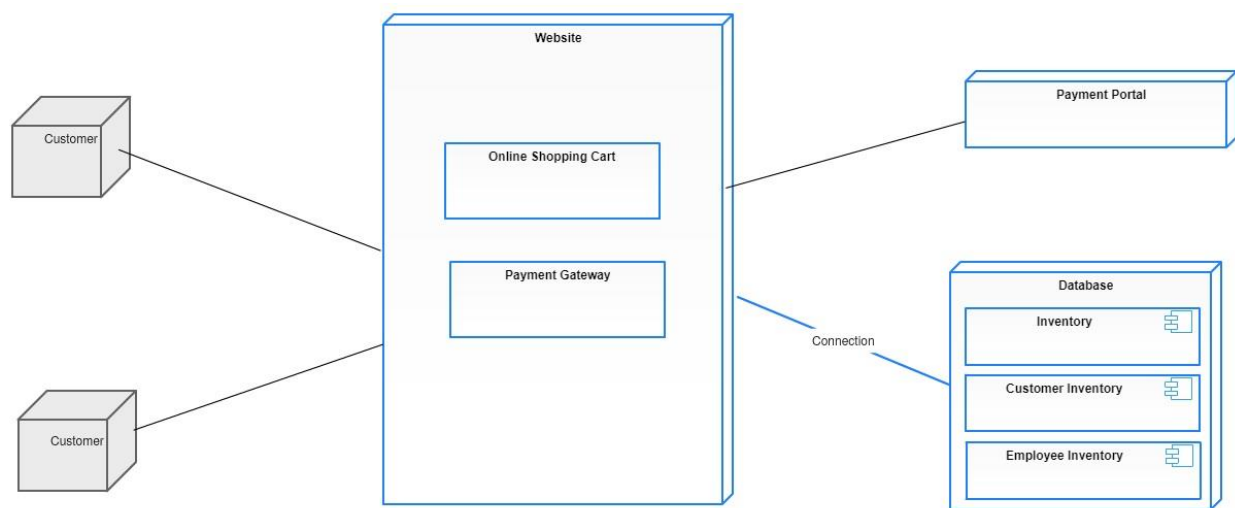 Website
Customer
Online Shopping Cart
Payment Gateway
Customer
Payment Portal
Connection
Database
Inventory
Customer Inventory
Employee Inventory